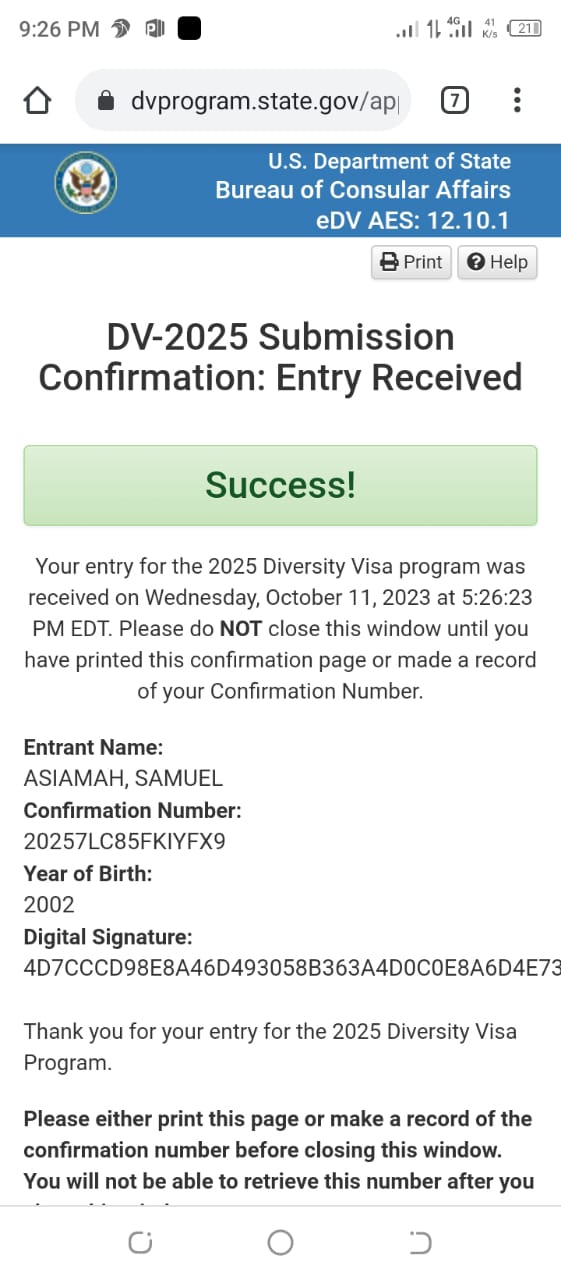 9:26 PM 4G 41 K/s 21
7
dvprogram.state.gov/ap
U.S. Department of State
Bureau of Consular Affairs
eDV AES: 12.10.1
Print Help
DV-2025 Submission
Confirmation: Entry Received
Success!
Your entry for the 2025 Diversity Visa program was
received on Wednesday, October 11, 2023 at 5:26:23
PM EDT. Please do NOT close this window until you
have printed this confirmation page or made a record
of your Confirmation Number.
Entrant Name:
ASIAMAH, SAMUEL
Confirmation Number:
20257LC85FKIYFX9
Year of Birth:
2002
Digital Signature:
4D7CCCD98E8A46D493058B363A4D0C0E8A6D4E73
Thank you for your entry for the 2025 Diversity Visa
Program.
Please either print this page or make a record of the
confirmation number before closing this window.
You will not be able to retrieve this number after you